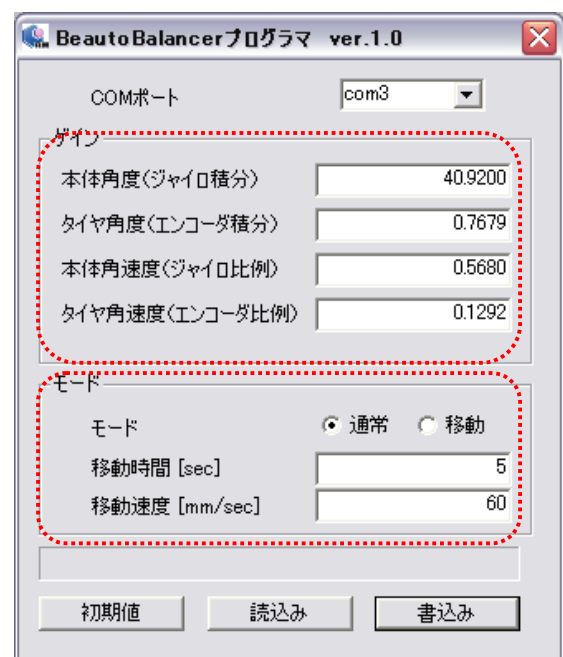 BeautoBalancerプログラマ ver.1.0
COMポート com3
ゲイン
本体角度(ジャイロ積分) 40.9200
タイヤ角度(エンコーダ積分) 0.7679
本体角速度(ジャイロ比例) 0.5680
タイヤ角速度(エンコーダ比例) 0.1292
モード
モード 通常 移動
移動時間 [sec] 5
移動速度 [mm/sec] 60
初期値 読込み 書込み